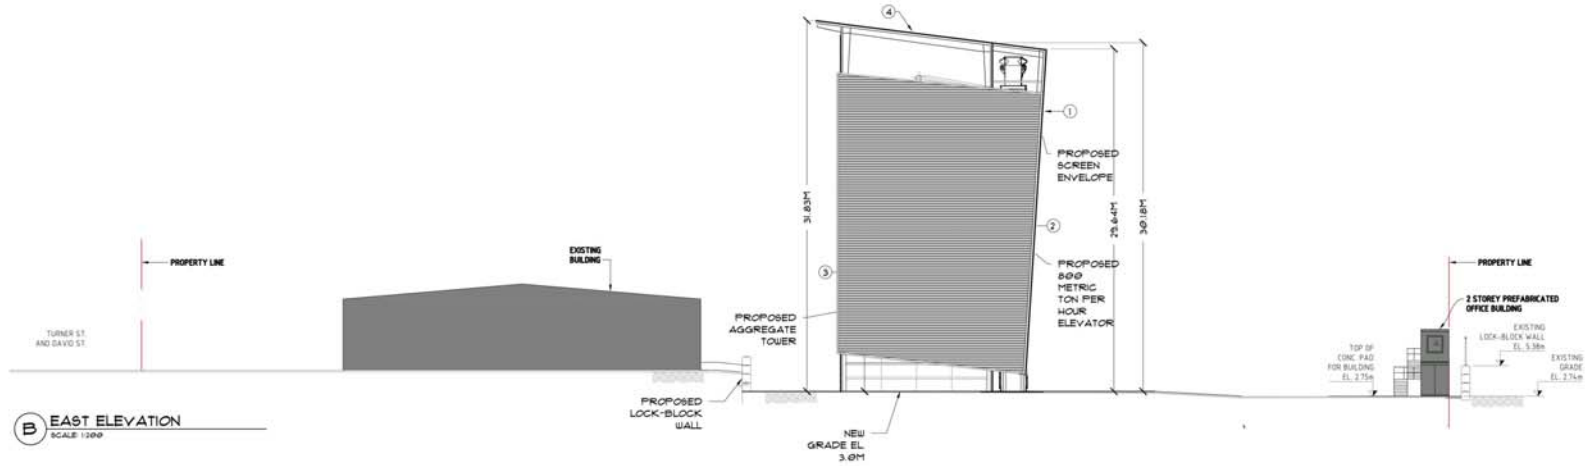 4
1
PROPOSED
SCREEN
ENVELOPE
31.83M
29.64M
30.18M
2
3
PROPERTY LINE
EXISTING
BUILDING
PROPOSED
800
METRIC
TON PER
HOUR
ELEVATOR
PROPERTY LINE
2 STOREY PREFABRICATED
OFFICE BUILDING
TURNER ST.
AND DAVID ST.
PROPOSED
AGGREGATE
TOWER
EXISTING
LOCK-BLOCK WALL
EL. 5.38m
TOP OF
CONC PAD
FOR BUILDING
EL. 2.75m
EXISTING
GRADE
EL. 2.74m
PROPOSED
LOCK-BLOCK
WALL
B EAST ELEVATION
SCALE: 1:200
NEW
GRADE EL.
3.0M